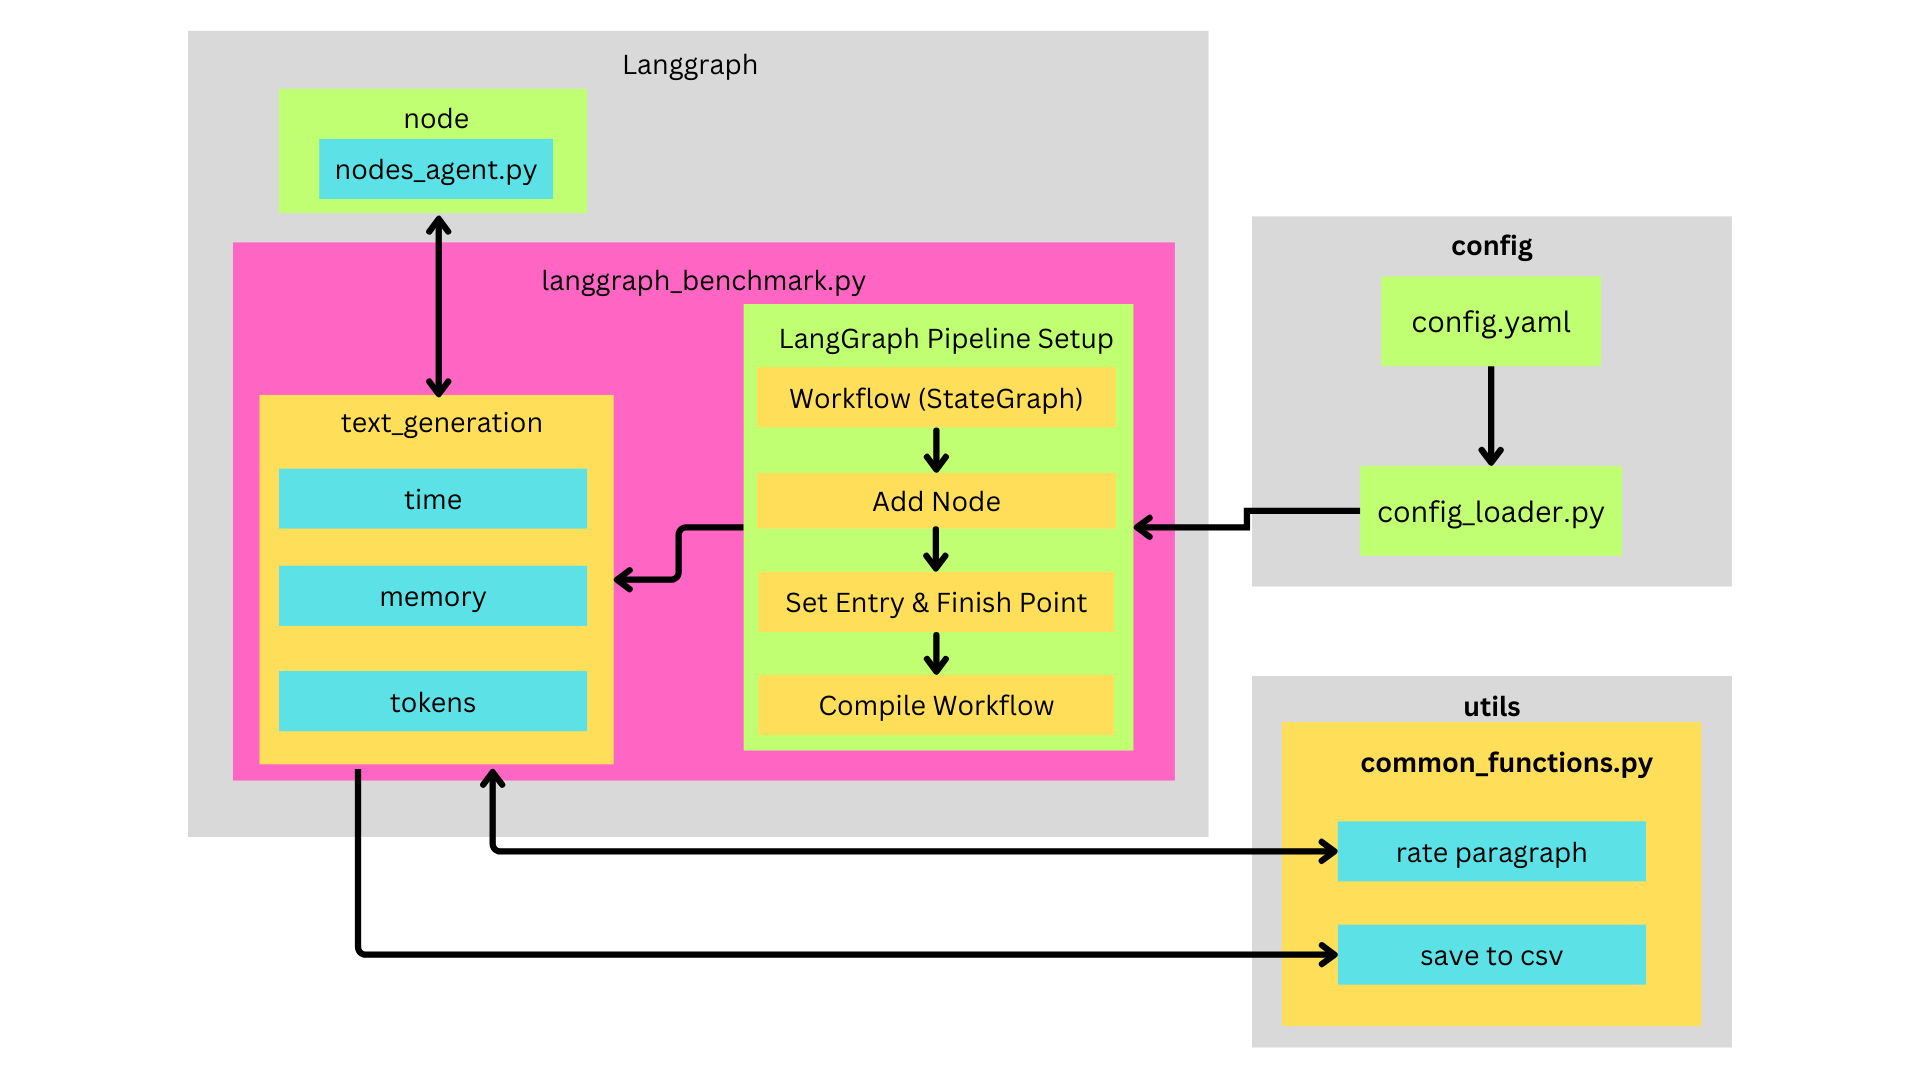 Langgraph
node
nodes_agent.py
langgraph_benchmark.py
text_generation
time
memory
tokens
LangGraph Pipeline Setup
Workflow (StateGraph)
Add Node
Set Entry & Finish Point
Compile Workflow
config
config.yaml
config_loader.py
utils
common_functions.py
rate paragraph
save to csv